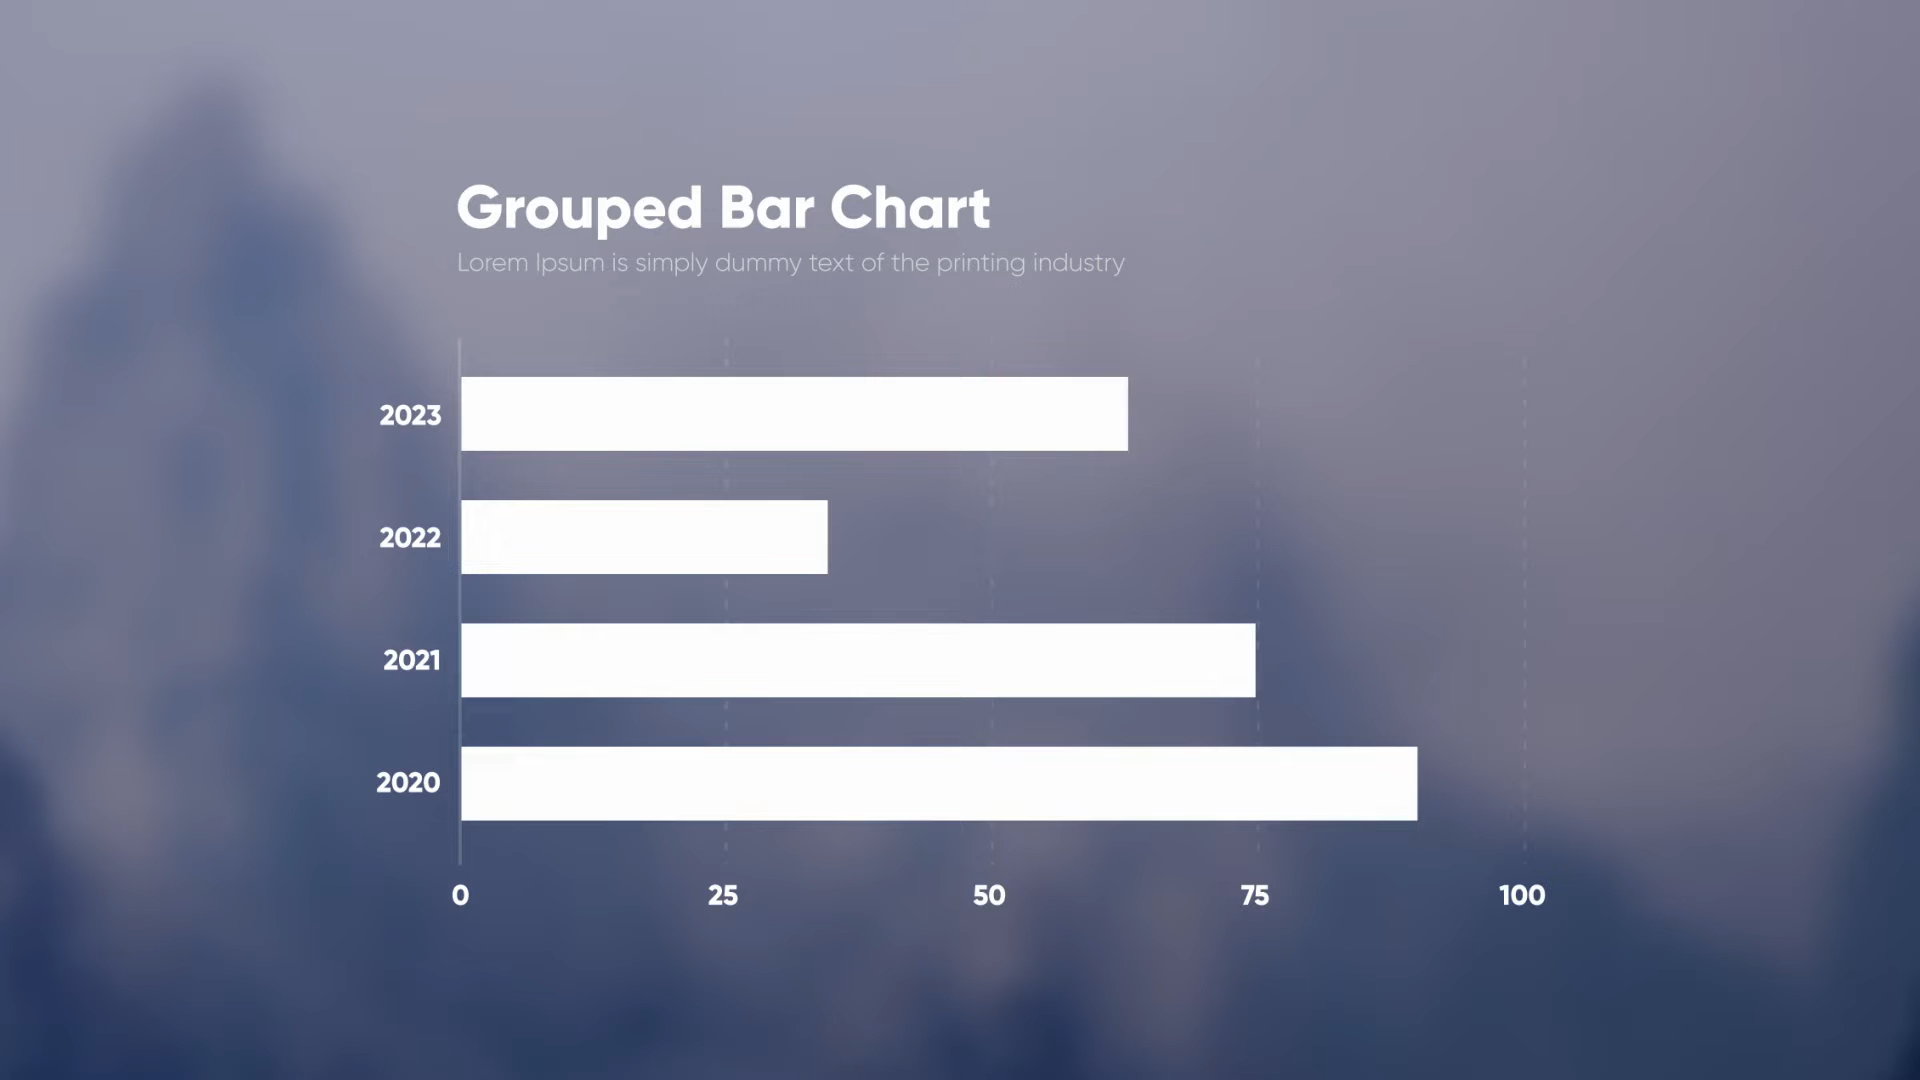 Grouped Bar Chart
Lorem Ipsum is simply dummy text of the printing industry
2023
2022
2021
2020
0 25 50 75 100